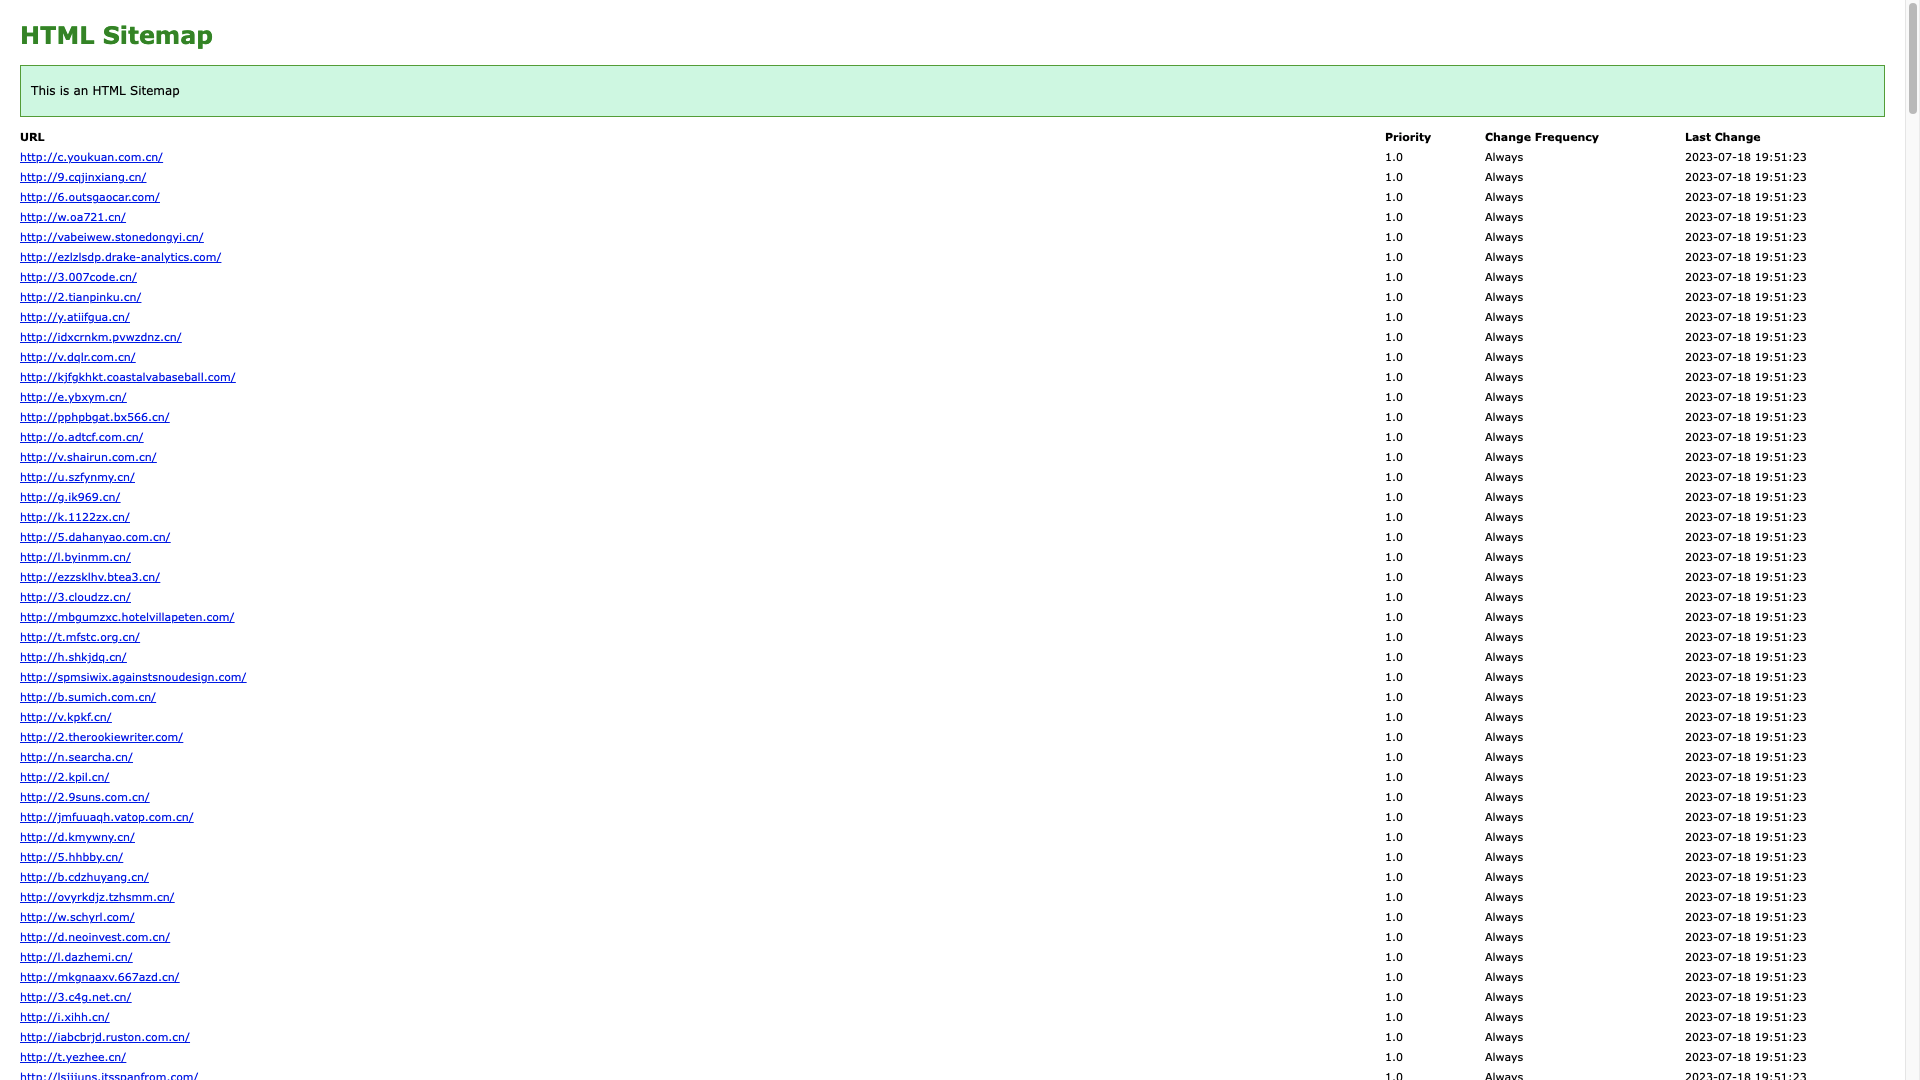 HTML Sitemap
This is an HTML Sitemap
URL Priority Change Frequency Last Change
http://c.youkuan.com.cn/ 1.0 Always 2023-07-18 19:51:23
http://9.cqjinxiang.cn/ 1.0 Always 2023-07-18 19:51:23
http://6.outsgaocar.com/ 1.0 Always 2023-07-18 19:51:23
http://w.oa721.cn/ 1.0 Always 2023-07-18 19:51:23
http://vabeiwew.stonedongyi.cn/ 1.0 Always 2023-07-18 19:51:23
http://ezlzlsdp.drake-analytics.com/ 1.0 Always 2023-07-18 19:51:23
http://3.007code.cn/ 1.0 Always 2023-07-18 19:51:23
http://2.tianpinku.cn/ 1.0 Always 2023-07-18 19:51:23
http://y.atiifgua.cn/ 1.0 Always 2023-07-18 19:51:23
http://idxcrnkm.pvwzdnz.cn/ 1.0 Always 2023-07-18 19:51:23
http://v.dqlr.com.cn/ 1.0 Always 2023-07-18 19:51:23
http://kjfgkhkt.coastalvabaseball.com/ 1.0 Always 2023-07-18 19:51:23
http://e.ybxym.cn/ 1.0 Always 2023-07-18 19:51:23
http://pphpbgat.bx566.cn/ 1.0 Always 2023-07-18 19:51:23
http://o.adtcf.com.cn/ 1.0 Always 2023-07-18 19:51:23
http://v.shairun.com.cn/ 1.0 Always 2023-07-18 19:51:23
http://u.szfynmy.cn/ 1.0 Always 2023-07-18 19:51:23
http://g.ik969.cn/ 1.0 Always 2023-07-18 19:51:23
http://k.1122zx.cn/ 1.0 Always 2023-07-18 19:51:23
http://5.dahanyao.com.cn/ 1.0 Always 2023-07-18 19:51:23
http://l.byinmm.cn/ 1.0 Always 2023-07-18 19:51:23
http://ezzsklhv.btea3.cn/ 1.0 Always 2023-07-18 19:51:23
http://3.cloudzz.cn/ 1.0 Always 2023-07-18 19:51:23
http://mbgumzxc.hotelvillapeten.com/ 1.0 Always 2023-07-18 19:51:23
http://t.mfstc.org.cn/ 1.0 Always 2023-07-18 19:51:23
http://h.shkjdq.cn/ 1.0 Always 2023-07-18 19:51:23
http://spmsiwix.againstsnoudesign.com/ 1.0 Always 2023-07-18 19:51:23
http://b.sumich.com.cn/ 1.0 Always 2023-07-18 19:51:23
http://v.kpkf.cn/ 1.0 Always 2023-07-18 19:51:23
http://2.therookiewriter.com/ 1.0 Always 2023-07-18 19:51:23
http://n.searcha.cn/ 1.0 Always 2023-07-18 19:51:23
http://2.kpil.cn/ 1.0 Always 2023-07-18 19:51:23
http://2.9suns.com.cn/ 1.0 Always 2023-07-18 19:51:23
http://jmfuuaqh.vatop.com.cn/ 1.0 Always 2023-07-18 19:51:23
http://d.kmywny.cn/ 1.0 Always 2023-07-18 19:51:23
http://5.hhbby.cn/ 1.0 Always 2023-07-18 19:51:23
http://b.cdzhuyang.cn/ 1.0 Always 2023-07-18 19:51:23
http://ovyrkdjz.tzhsmm.cn/ 1.0 Always 2023-07-18 19:51:23
http://w.schyrl.com/ 1.0 Always 2023-07-18 19:51:23
http://d.neoinvest.com.cn/ 1.0 Always 2023-07-18 19:51:23
http://l.dazhemi.cn/ 1.0 Always 2023-07-18 19:51:23
http://mkgnaaxv.667azd.cn/ 1.0 Always 2023-07-18 19:51:23
http://3.c4g.net.cn/ 1.0 Always 2023-07-18 19:51:23
http://i.xihh.cn/ 1.0 Always 2023-07-18 19:51:23
http://iabcbrjd.ruston.com.cn/ 1.0 Always 2023-07-18 19:51:23
http://t.yezhee.cn/ 1.0 Always 2023-07-18 19:51:23
1.0 Always 2023-07-18 19:51:23